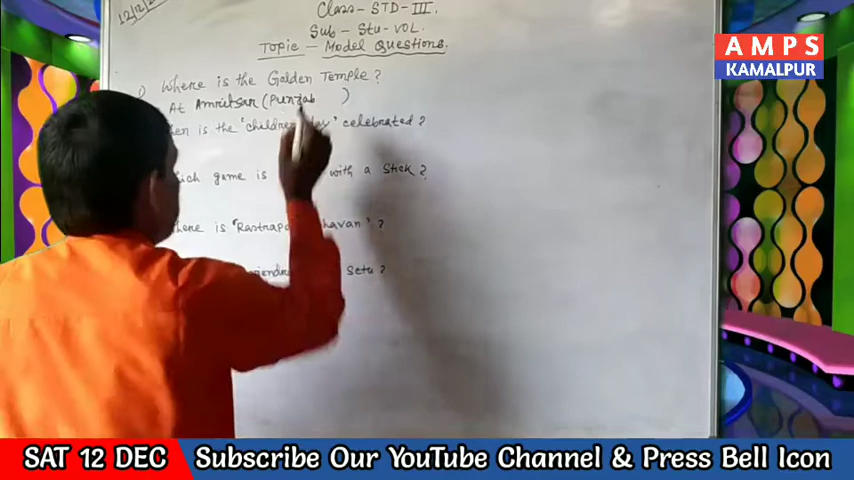 12/12/2
Class - STD - III.
Sub - Stu - VOL.
Topic - Model Questions.
1) Where is the Golden Temple?
At Amritsar (Punjab )
is the 'children day' celebrated?
game is with a Stick?
is 'Rastrapa havan' ?
Setu?
AMPS
KAMALPUR
SAT 12 DEC
Subscribe Our YouTube Channel & Press Bell Icon